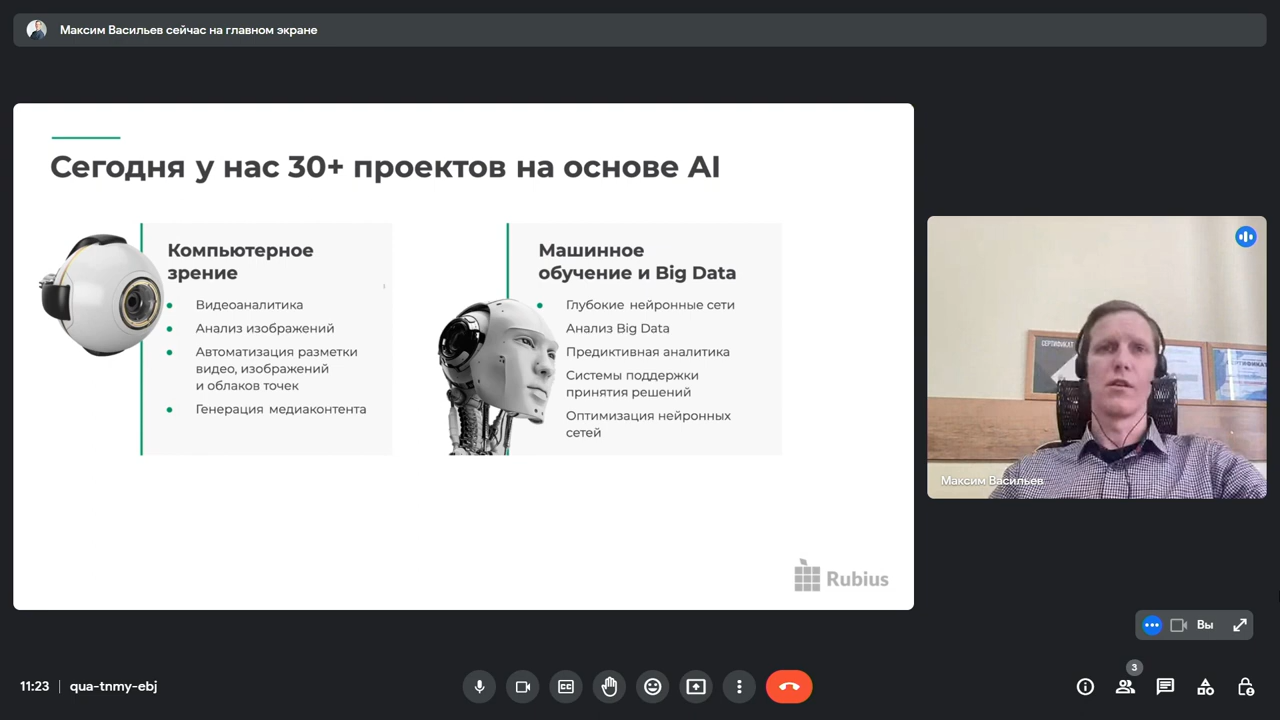 Максим Васильев сейчас на главном экране
Сегодня у нас 30+ проектов на основе AI
Компьютерное
зрение
Видеоаналитика
Анализ изображений
Автоматизация разметки
видео, изображений
и облаков точек
Генерация медиаконтента
Машинное
обучение и Big Data
Глубокие нейронные сети
Анализ Big Data
Предиктивная аналитика
Системы поддержки
принятия решений
Оптимизация нейронных
сетей
Rubius
СЕРТИФИКАТ
Максим Васильев
Вы
11:23
qua-tnmy-ebj
3